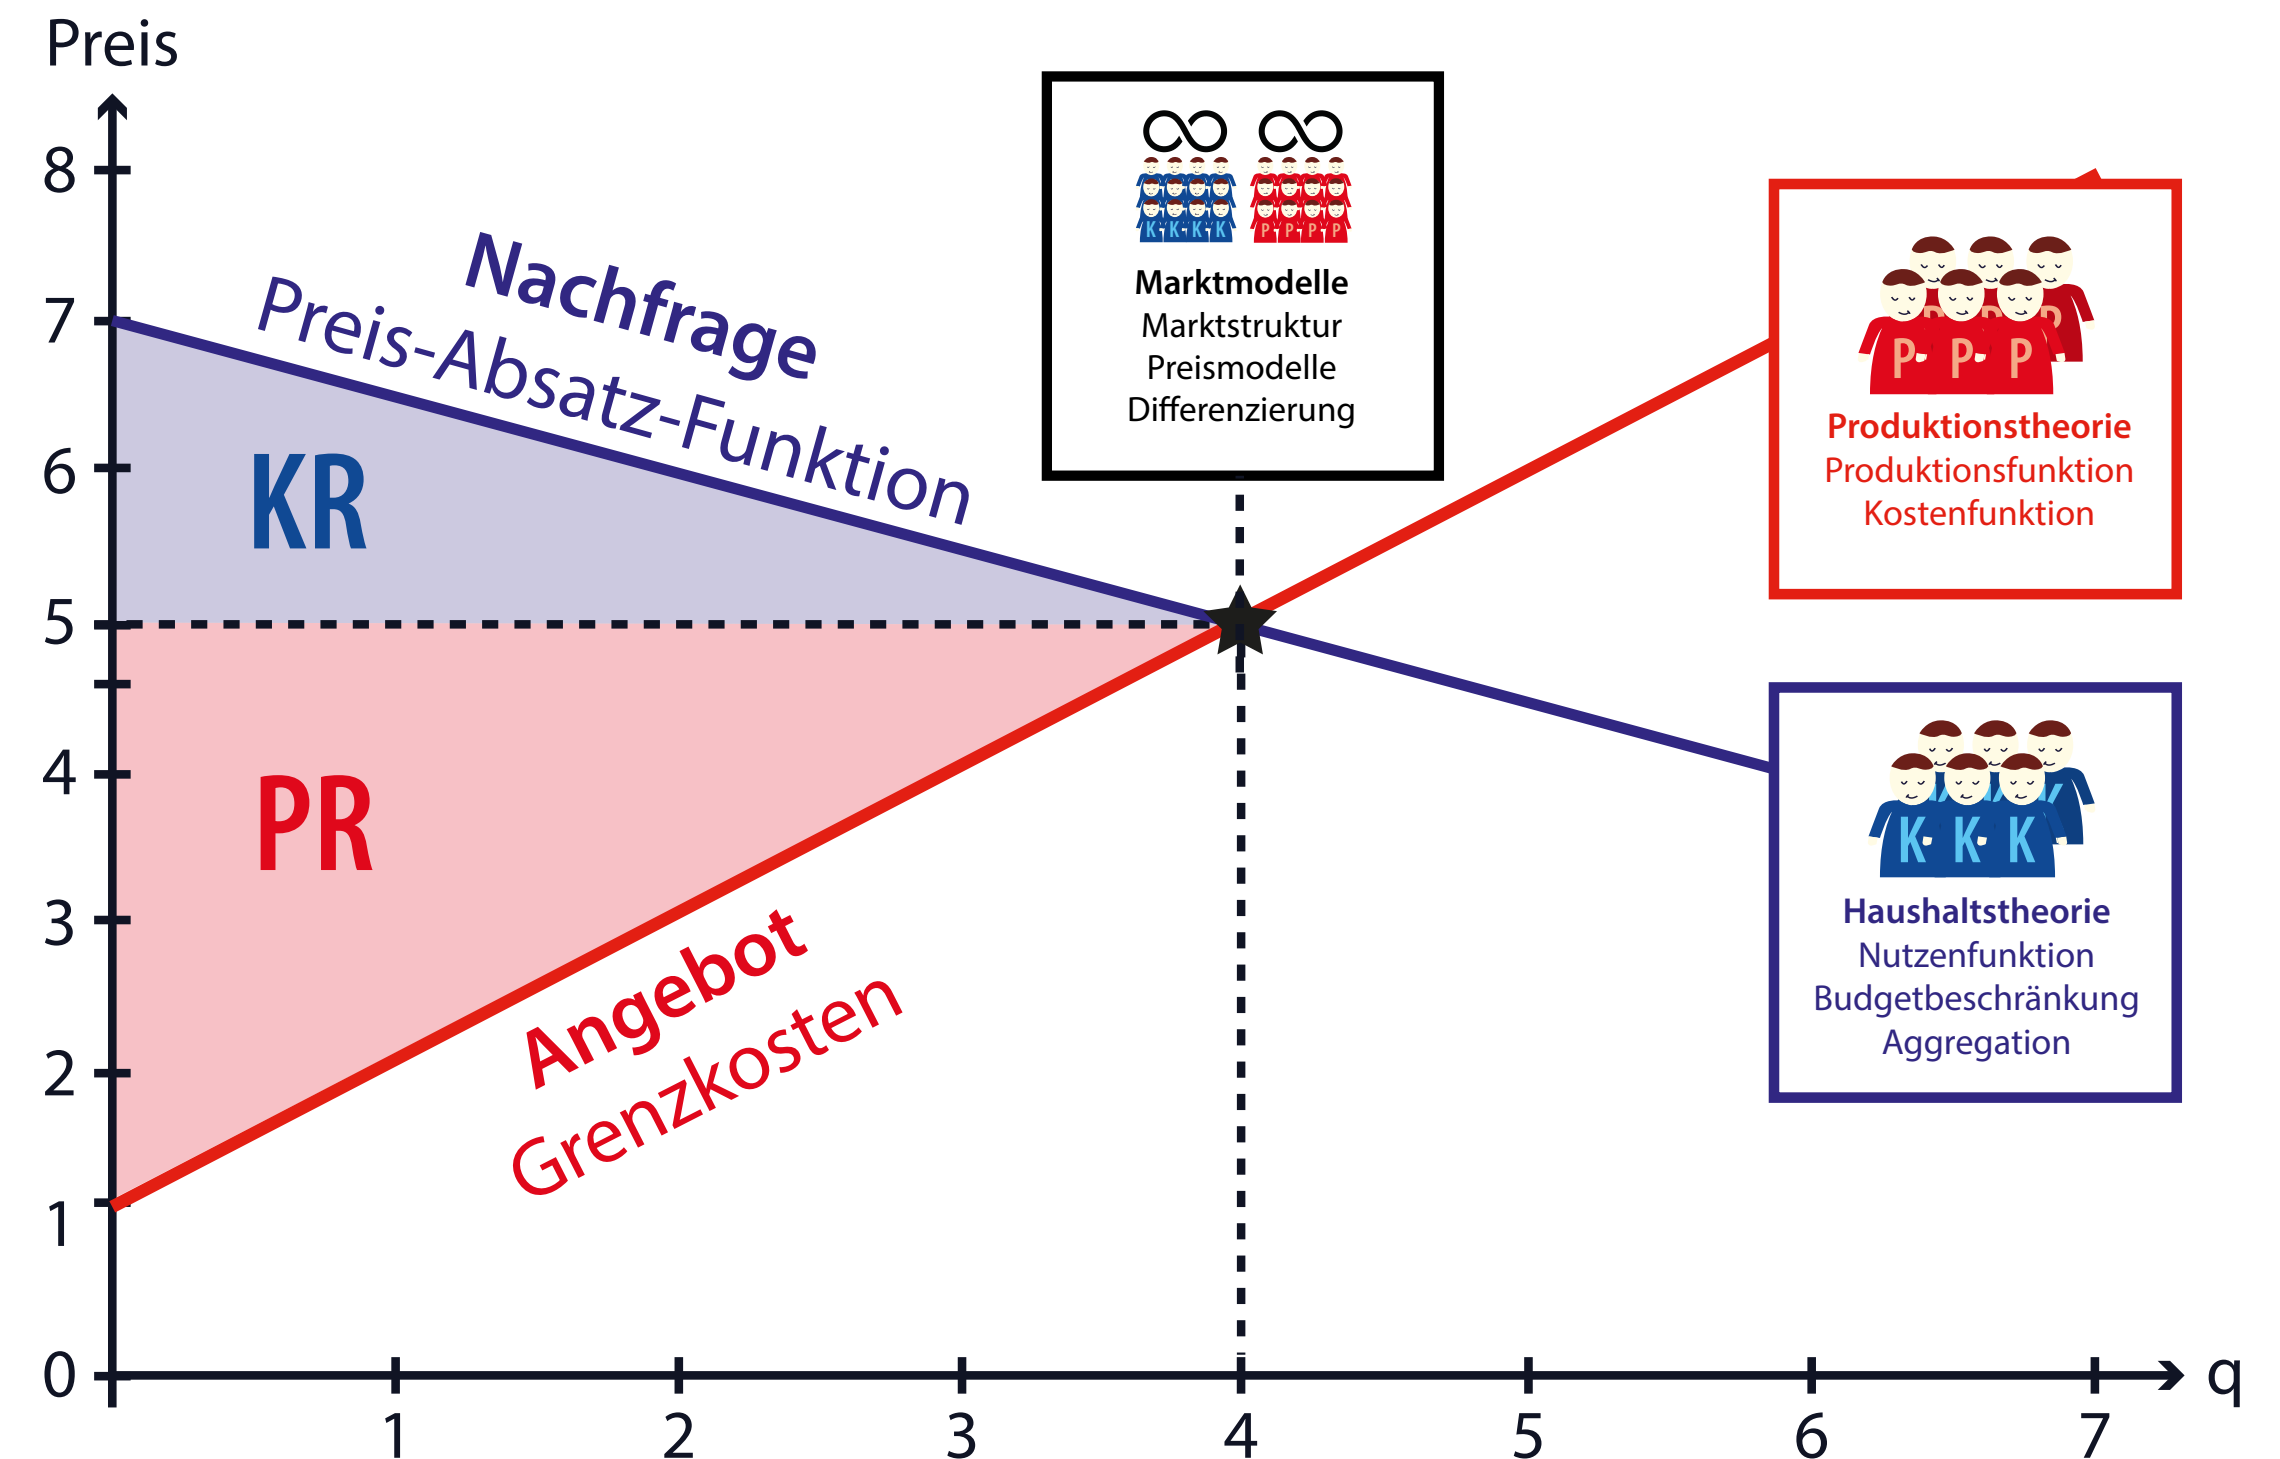 Preis
8
7
6
5
4
3
2
1
0
1
2
3
4
5
6
7
q
Nachfrage
Preis-Absatz-Funktion
KR
PR
Angebot
Grenzkosten
∞ ∞
K K K K
P P P P
Marktmodelle
Marktstruktur
Preismodelle
Differenzierung
P P P
Produktionstheorie
Produktionsfunktion
Kostenfunktion
K K K
Haushaltstheorie
Nutzenfunktion
Budgetbeschränkung
Aggregation